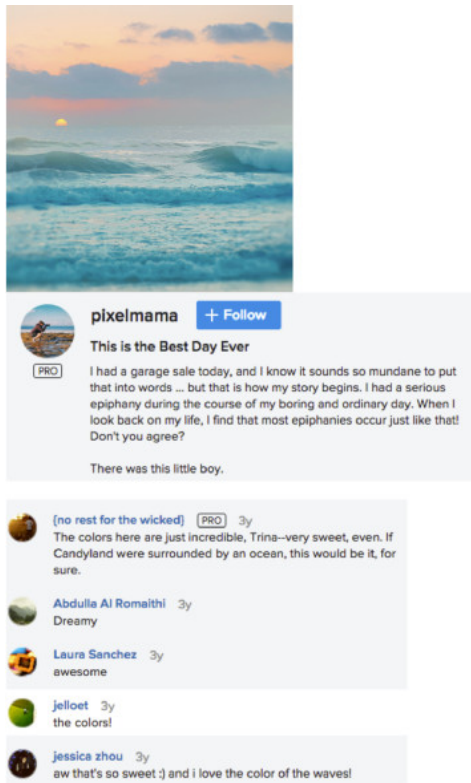 pixelmama + Follow
This is the Best Day Ever
PRO I had a garage sale today, and I know it sounds so mundane to put
that into words ... but that is how my story begins. I had a serious
epiphany during the course of my boring and ordinary day. When I
look back on my life, I find that most epiphanies occur just like that!
Don't you agree?
There was this little boy.
{no rest for the wicked} PRO 3y
The colors here are just incredible, Trina--very sweet, even. If
Candyland were surrounded by an ocean, this would be it, for
sure.
Abdulla Al Romaithi 3y
Dreamy
Laura Sanchez 3y
awesome
jelloet 3y
the colors!
jessica zhou 3y
aw that's so sweet :) and i love the color of the waves!